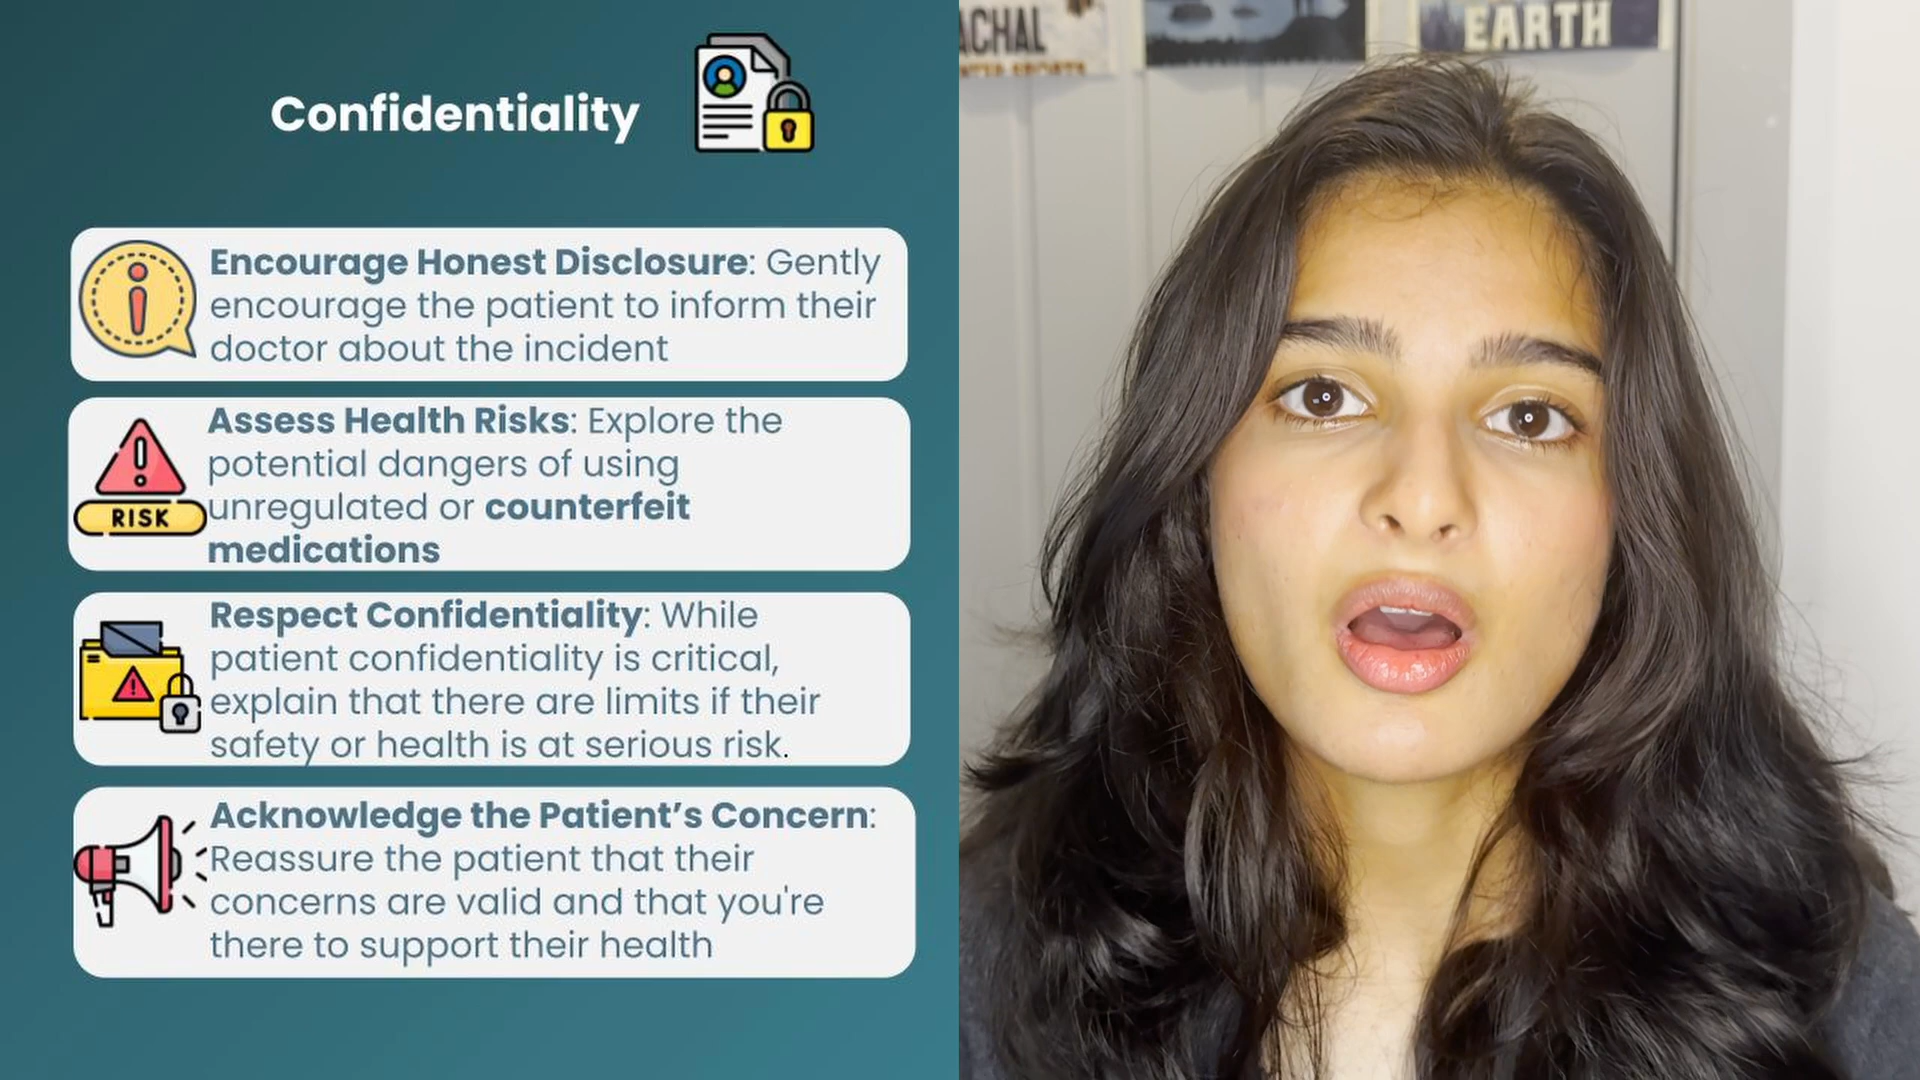 Confidentiality
Encourage Honest Disclosure: Gently
encourage the patient to inform their
doctor about the incident
Assess Health Risks: Explore the
potential dangers of using
unregulated or counterfeit
medications
RISK
Respect Confidentiality: While
patient confidentiality is critical,
explain that there are limits if their
safety or health is at serious risk.
Acknowledge the Patient's Concern:
Reassure the patient that their
concerns are valid and that you're
there to support their health
ACHAL
EARTH